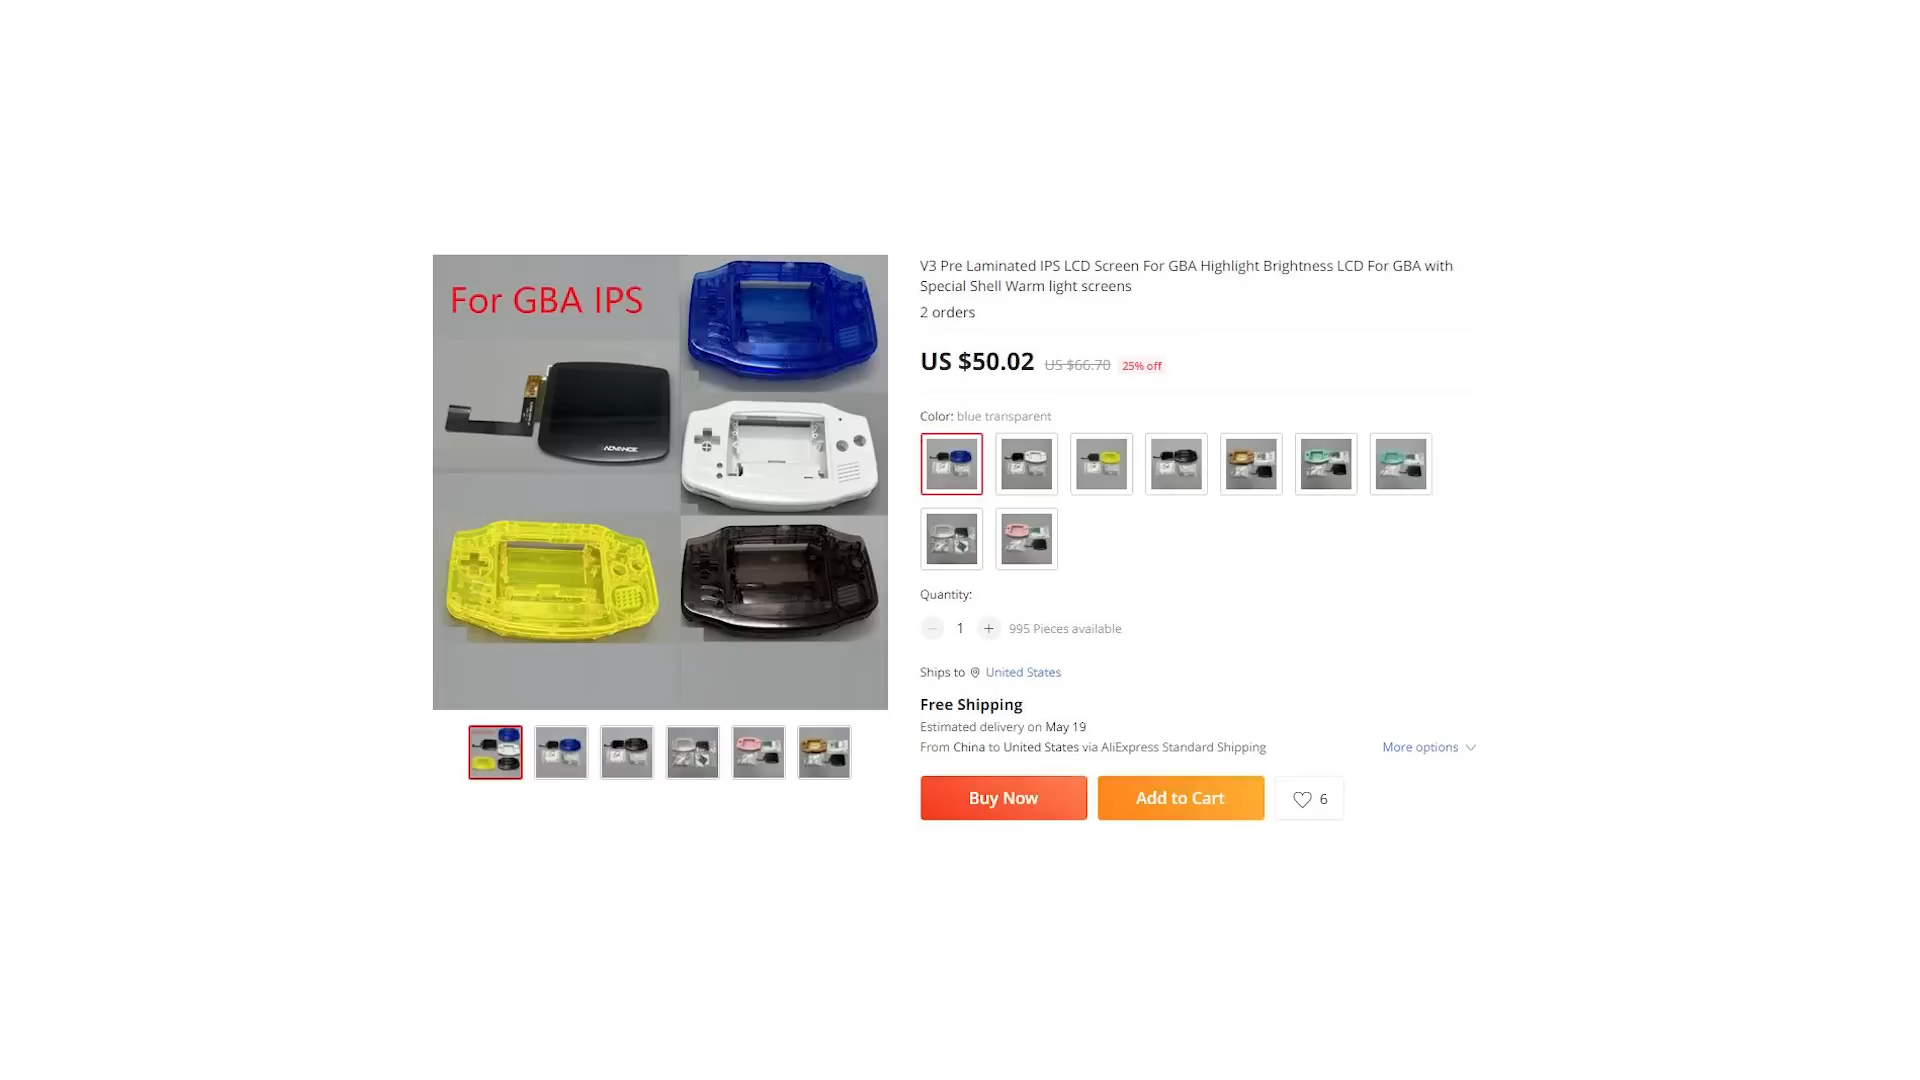 For GBA IPS
ADVANCE
V3 Pre Laminated IPS LCD Screen For GBA Highlight Brightness LCD For GBA with
Special Shell Warm light screens
2 orders
US $50.02 US $66.70 25% off
Color: blue transparent
Quantity:
1 995 Pieces available
Ships to United States
Free Shipping
Estimated delivery on May 19
From China to United States via AliExpress Standard Shipping More options
Buy Now Add to Cart 6